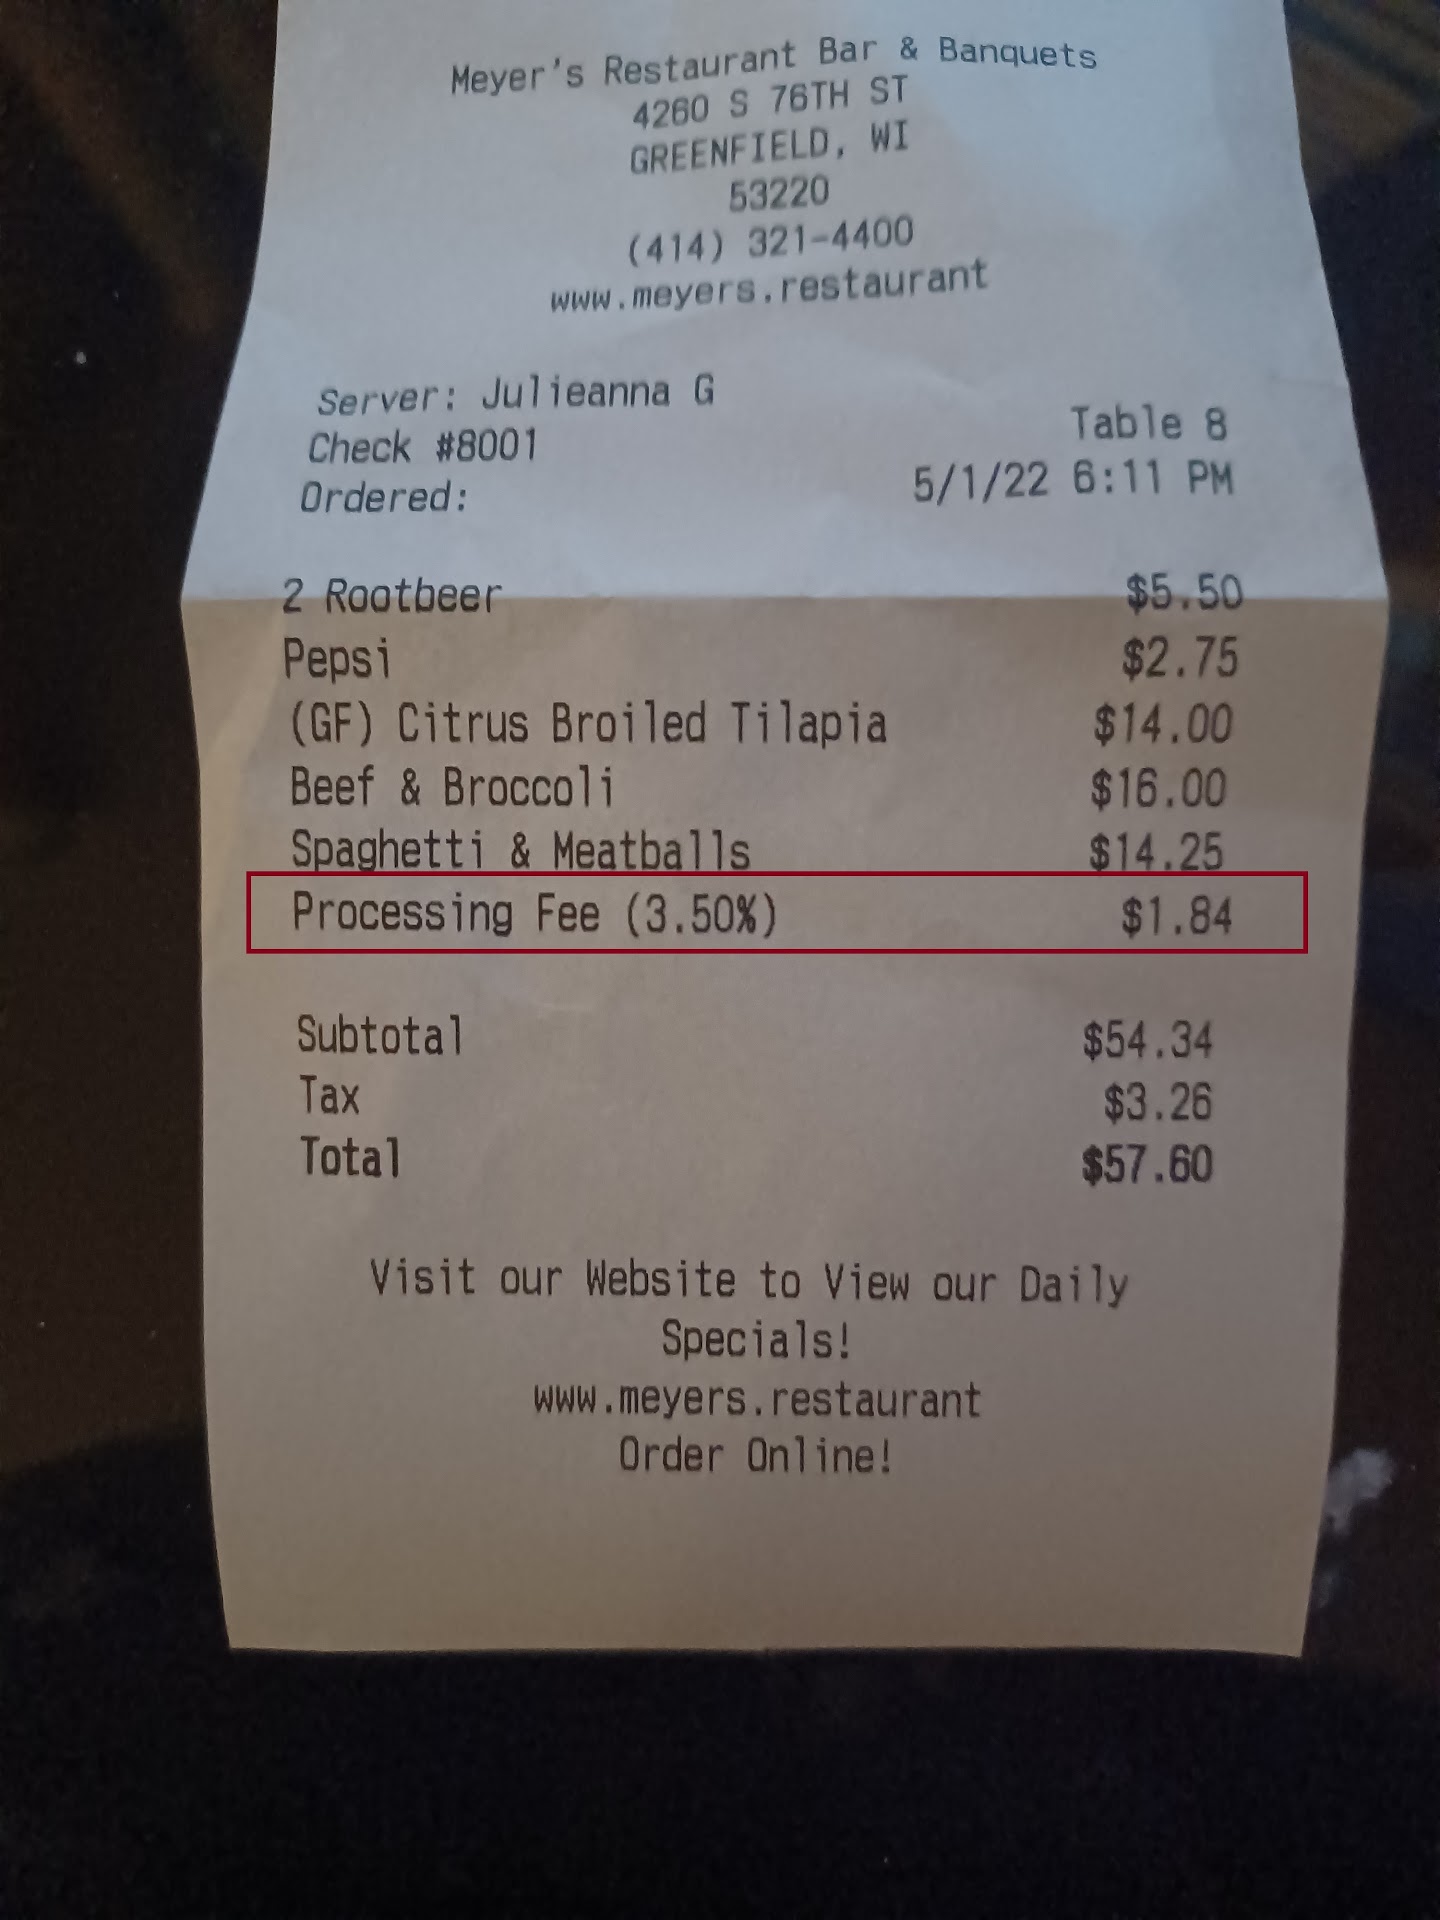 Meyer's Restaurant Bar & Banquets
4260 S 76TH ST
GREENFIELD, WI
53220
(414) 321-4400
www.meyers.restaurant
Server: Julieanna G
Check #8001 Table 8
Ordered: 5/1/22 6:11 PM
2 Rootbeer $5.50
Pepsi $2.75
(GF) Citrus Broiled Tilapia $14.00
Beef & Broccoli $16.00
Spaghetti & Meatballs $14.25
Processing Fee (3.50%) $1.84
Subtotal $54.34
Tax $3.26
Total $57.60
Visit our Website to View our Daily
Specials!
www.meyers.restaurant
Order Online!